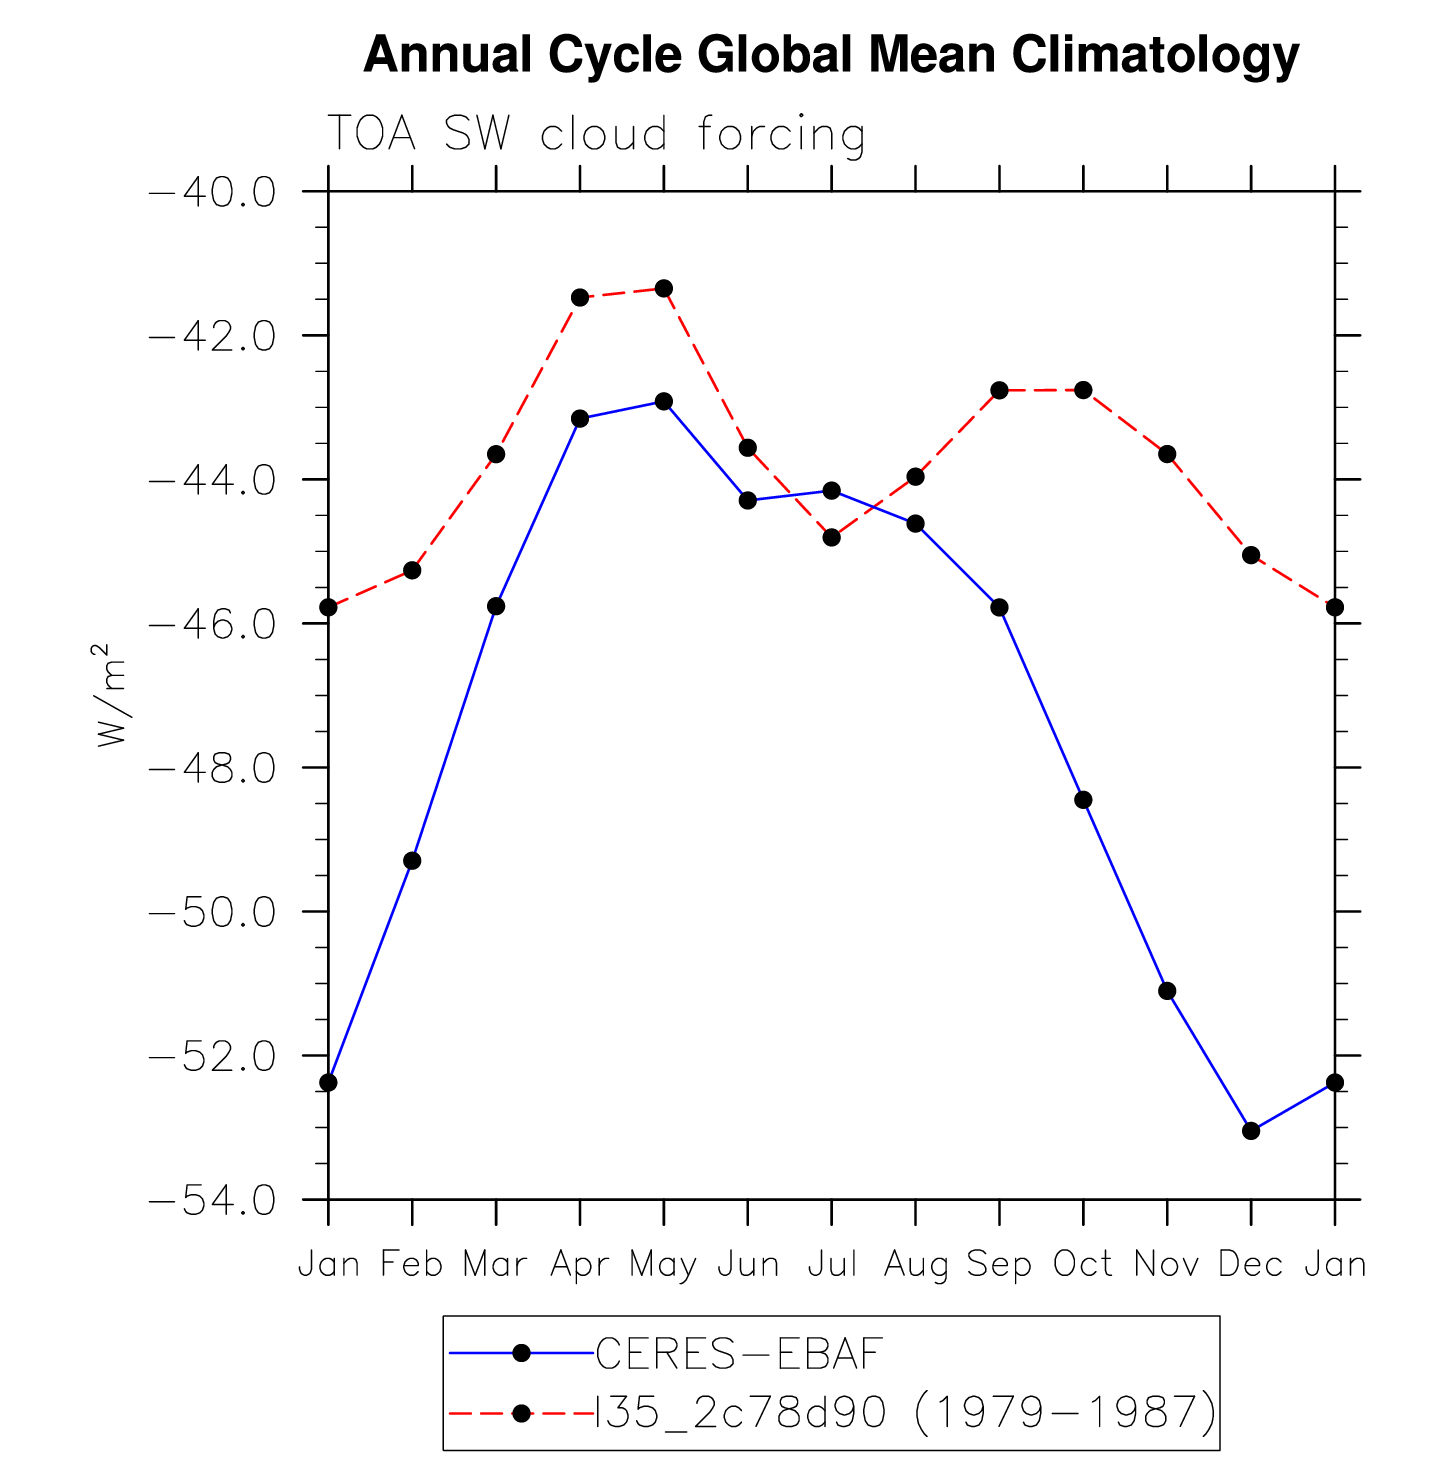 Annual Cycle Global Mean Climatology
TOA SW cloud forcing
-40.0
-42.0
-44.0
-46.0
-48.0
-50.0
-52.0
-54.0
W/m²
Jan Feb Mar Apr May Jun Jul Aug Sep Oct Nov Dec Jan
CERES-EBAF
I35_2c78d90 (1979-1987)